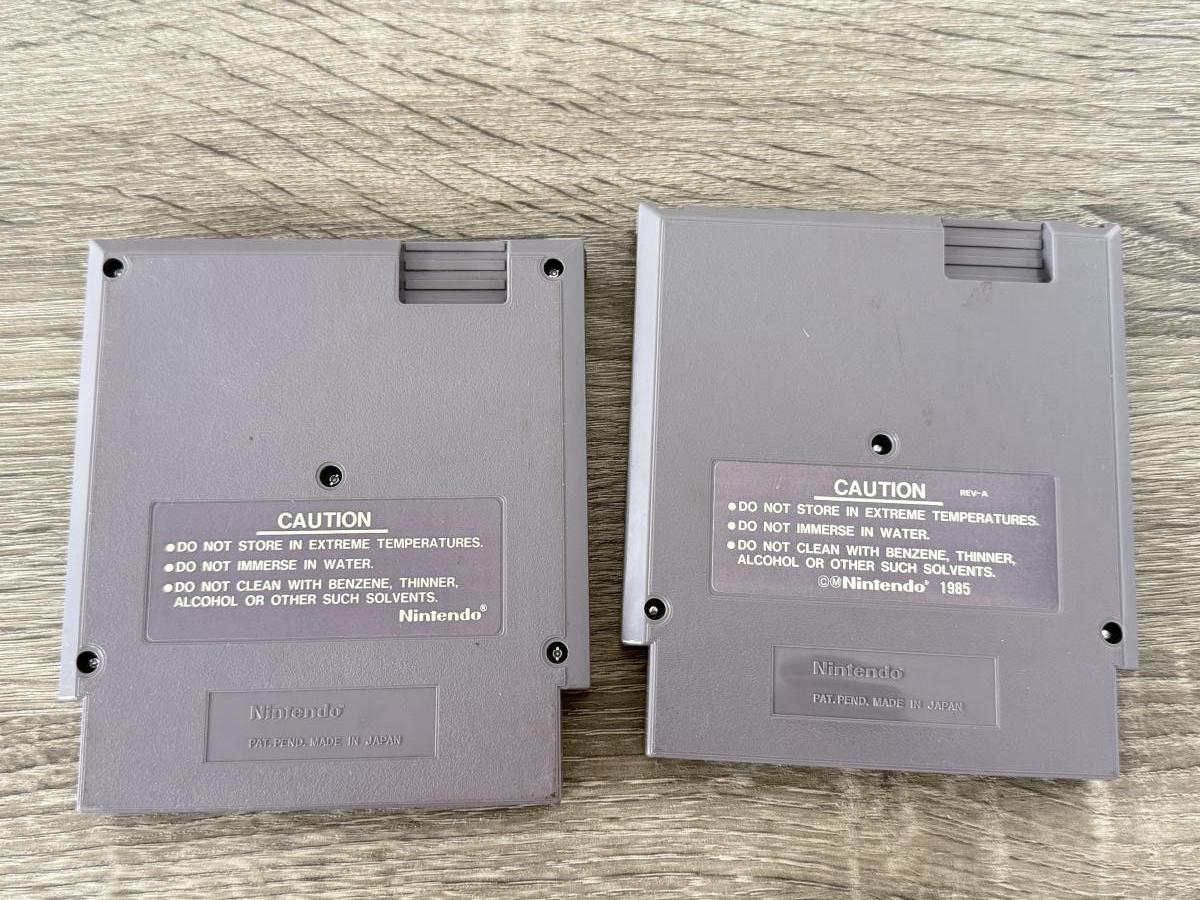 CAUTION
●DO NOT STORE IN EXTREME TEMPERATURES.
●DO NOT IMMERSE IN WATER.
●DO NOT CLEAN WITH BENZENE, THINNER,
ALCOHOL OR OTHER SUCH SOLVENTS.
Nintendo®
Nintendo®
PAT. PEND. MADE IN JAPAN
CAUTION REV-A
●DO NOT STORE IN EXTREME TEMPERATURES.
●DO NOT IMMERSE IN WATER.
●DO NOT CLEAN WITH BENZENE, THINNER,
ALCOHOL OR OTHER SUCH SOLVENTS.
©ⓂNintendo® 1985
Nintendo®
PAT. PEND. MADE IN JAPAN